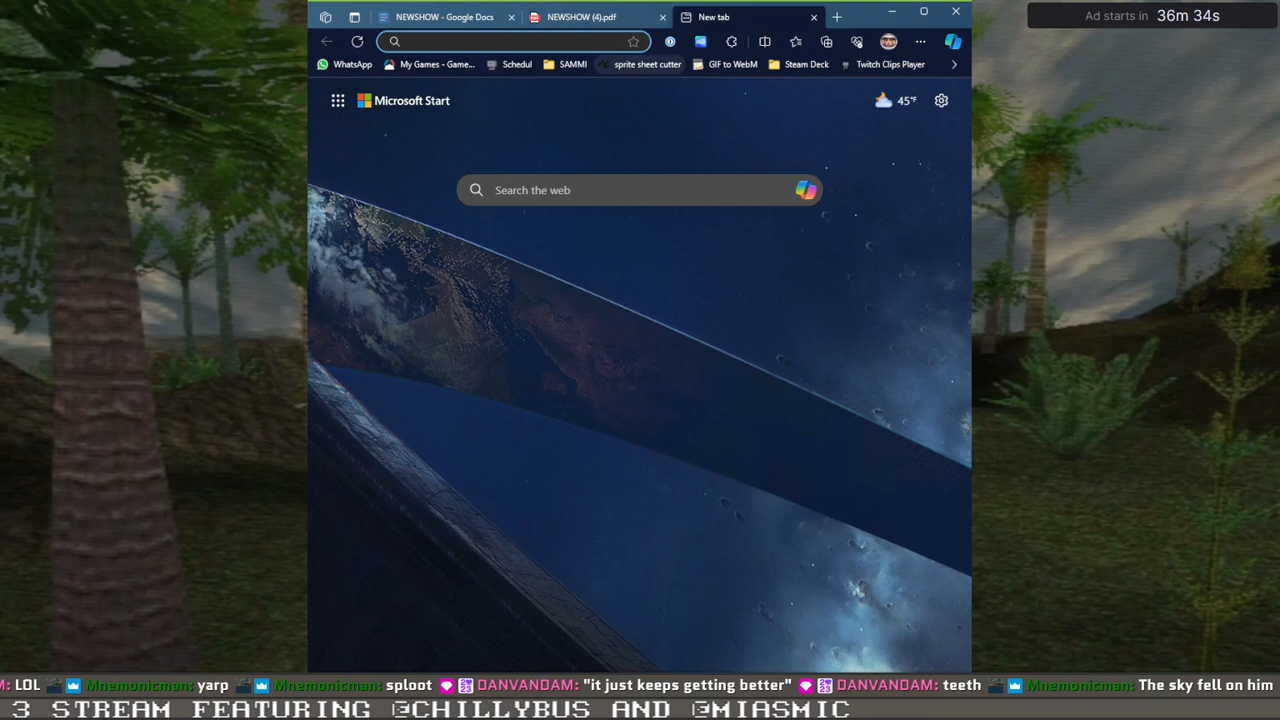 Ad starts in 36m 34s
NEWSHOW - Google Docs
NEWSHOW (4).pdf
New tab
WhatsApp
My Games - Game...
Schedul
SAMMI
sprite sheet cutter
GIF to WebM
Steam Deck
Twitch Clips Player
Microsoft Start
45°F
Search the web
M: LOL Mnemonicman: yarp Mnemonicman: sploot DANVANDAM: "it just keeps getting better" DANVANDAM: teeth Mnemonicman: The sky fell on him
3 STREAM FEATURING @CHILLYBUS AND @MIASMIC